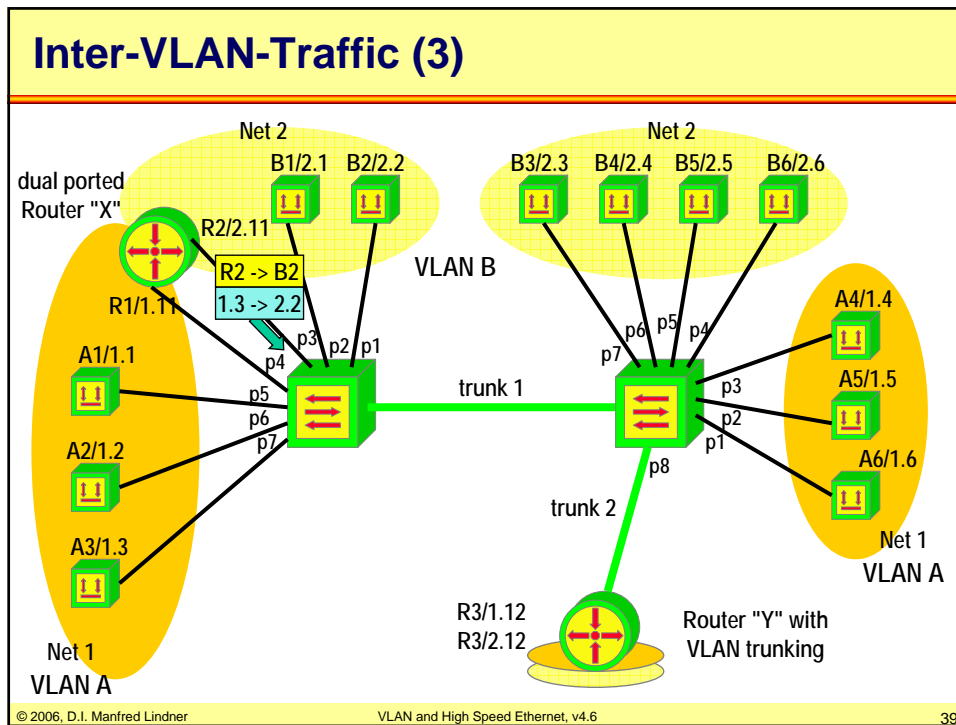 Inter-VLAN-Traffic (3)
Net 2
Net 2
B1/2.1
B2/2.2
B3/2.3
B4/2.4
B5/2.5
B6/2.6
dual ported
Router "X"
R2/2.11
VLAN B
R2 -> B2
1.3 -> 2.2
R1/1.11
p3
p2
p1
p4
p5
p6
p7
p7
p6
p5
p4
p3
p2
p1
p8
A1/1.1
A2/1.2
A3/1.3
trunk 1
A4/1.4
A5/1.5
A6/1.6
trunk 2
Net 1
VLAN A
Net 1
VLAN A
R3/1.12
R3/2.12
Router "Y" with
VLAN trunking
© 2006, D.I. Manfred Lindner
VLAN and High Speed Ethernet, v4.6
39